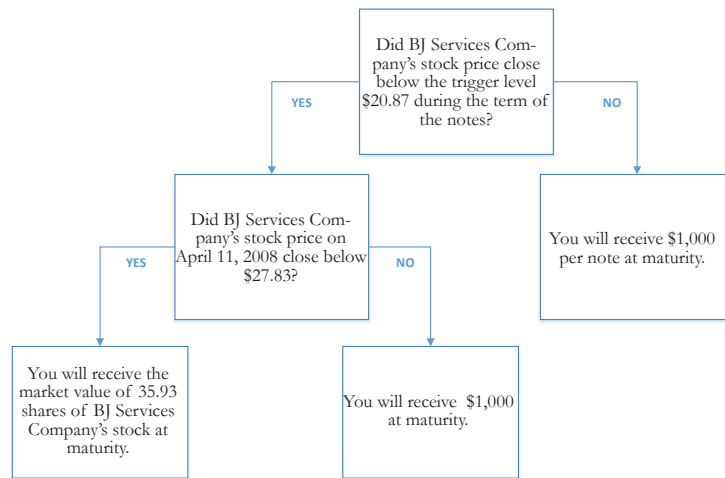 Did BJ Services Com-
pany's stock price close
below the trigger level
$20.87 during the term of
the notes?
YES
NO
Did BJ Services Com-
pany's stock price on
April 11, 2008 close below
$27.83?
You will receive $1,000
per note at maturity.
YES
NO
You will receive the
market value of 35.93
shares of BJ Services
Company's stock at
maturity.
You will receive $1,000
at maturity.